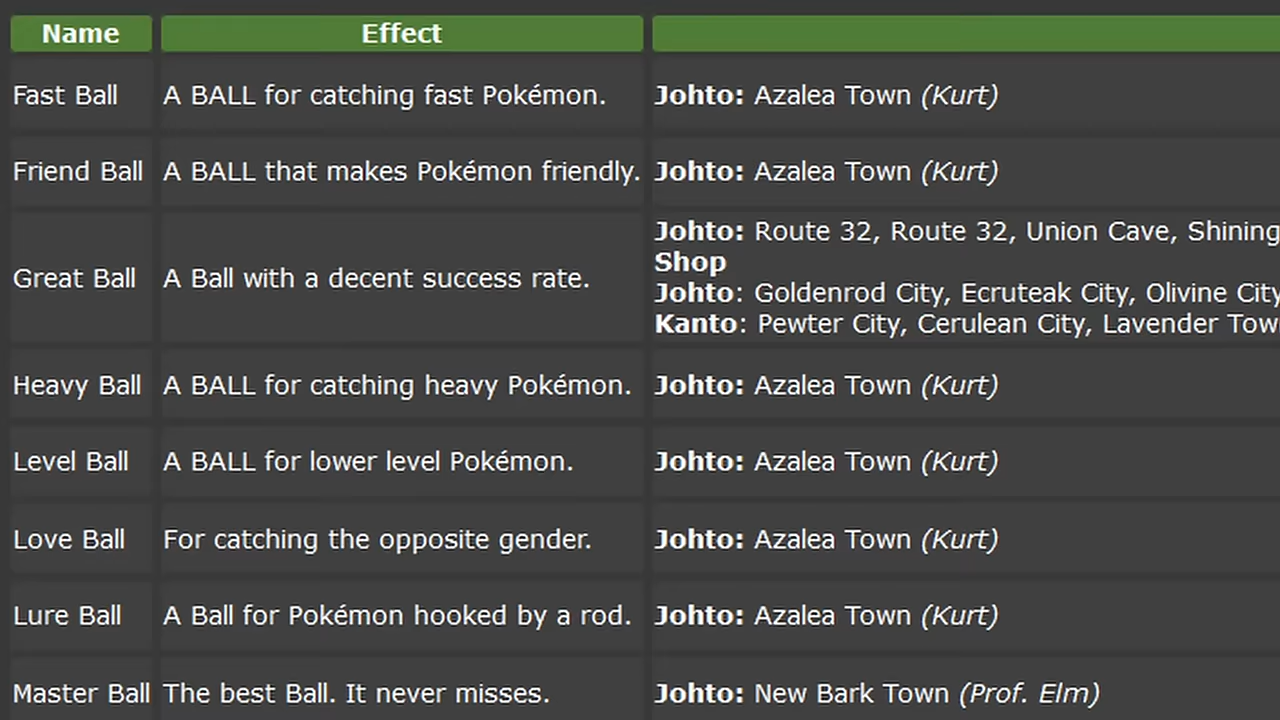 Name Effect
Fast Ball A BALL for catching fast Pokémon. Johto: Azalea Town (Kurt)
Friend Ball A BALL that makes Pokémon friendly. Johto: Azalea Town (Kurt)
Great Ball A Ball with a decent success rate. Johto: Route 32, Route 32, Union Cave, Shining
Shop
Johto: Goldenrod City, Ecruteak City, Olivine City
Kanto: Pewter City, Cerulean City, Lavender Tow
Heavy Ball A BALL for catching heavy Pokémon. Johto: Azalea Town (Kurt)
Level Ball A BALL for lower level Pokémon. Johto: Azalea Town (Kurt)
Love Ball For catching the opposite gender. Johto: Azalea Town (Kurt)
Lure Ball A Ball for Pokémon hooked by a rod. Johto: Azalea Town (Kurt)
Master Ball The best Ball. It never misses. Johto: New Bark Town (Prof. Elm)